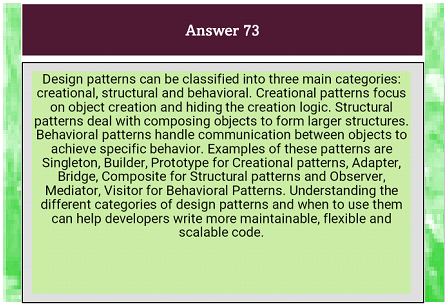 Answer 73
Design patterns can be classified into three main categories:
creational, structural and behavioral. Creational patterns focus
on object creation and hiding the creation logic. Structural
patterns deal with composing objects to form larger structures.
Behavioral patterns handle communication between objects to
achieve specific behavior. Examples of these patterns are
Singleton, Builder, Prototype for Creational patterns, Adapter,
Bridge, Composite for Structural patterns and Observer,
Mediator, Visitor for Behavioral Patterns. Understanding the
different categories of design patterns and when to use them
can help developers write more maintainable, flexible and
scalable code.